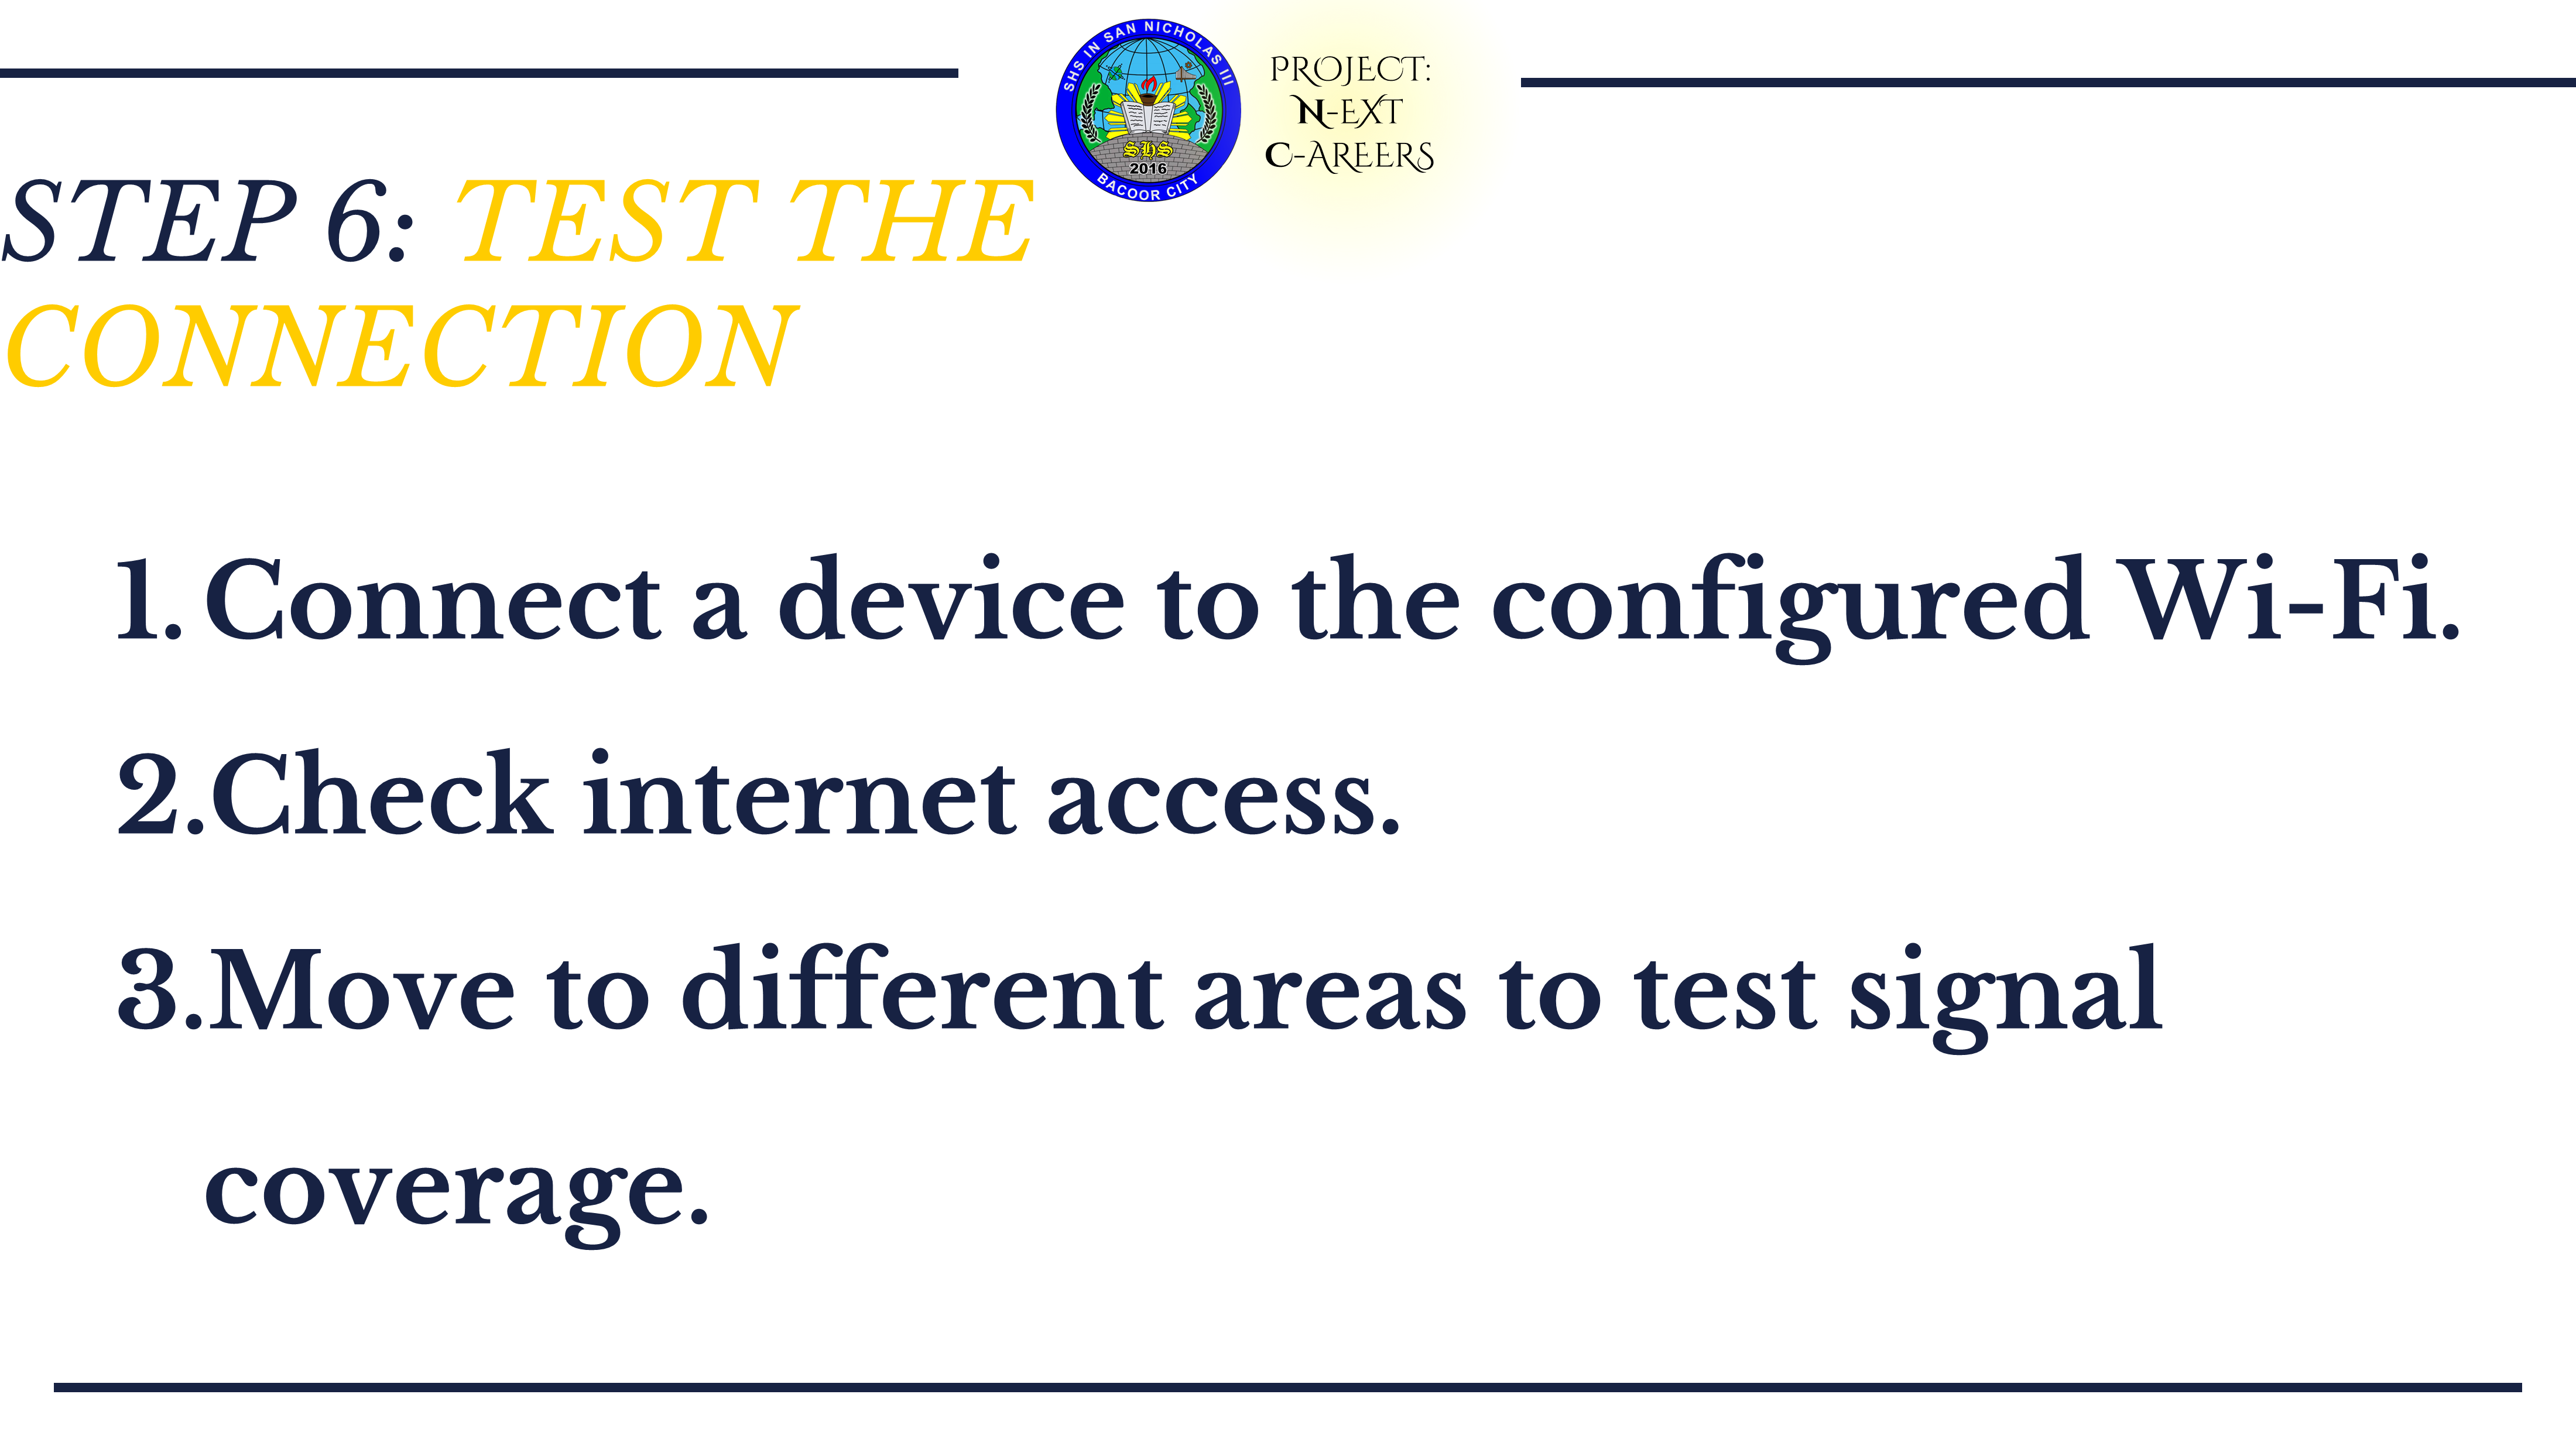 SHS IN SAN NICHOLAS III
SHS
2016
BACOOR CITY
PROJECT:
N-EXT
C-AREERS
STEP 6: TEST THE
CONNECTION
1. Connect a device to the configured Wi-Fi.
2. Check internet access.
3. Move to different areas to test signal
coverage.